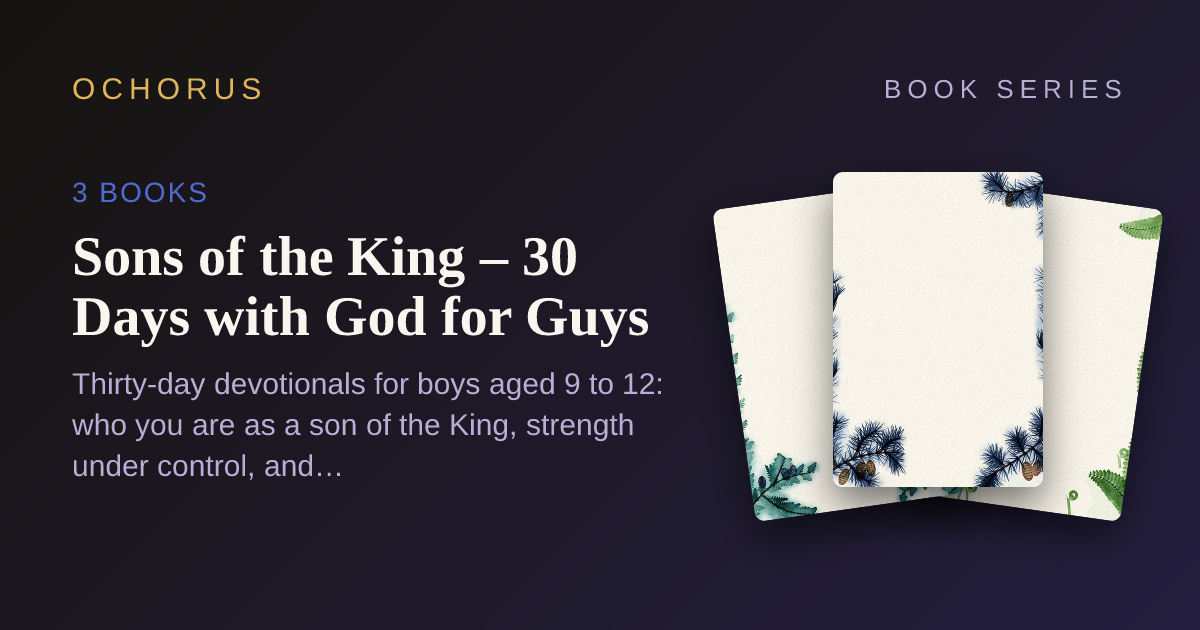 OCHORUS
BOOK SERIES
3 BOOKS
Sons of the King – 30
Days with God for Guys
Thirty-day devotionals for boys aged 9 to 12:
who you are as a son of the King, strength
under control, and…